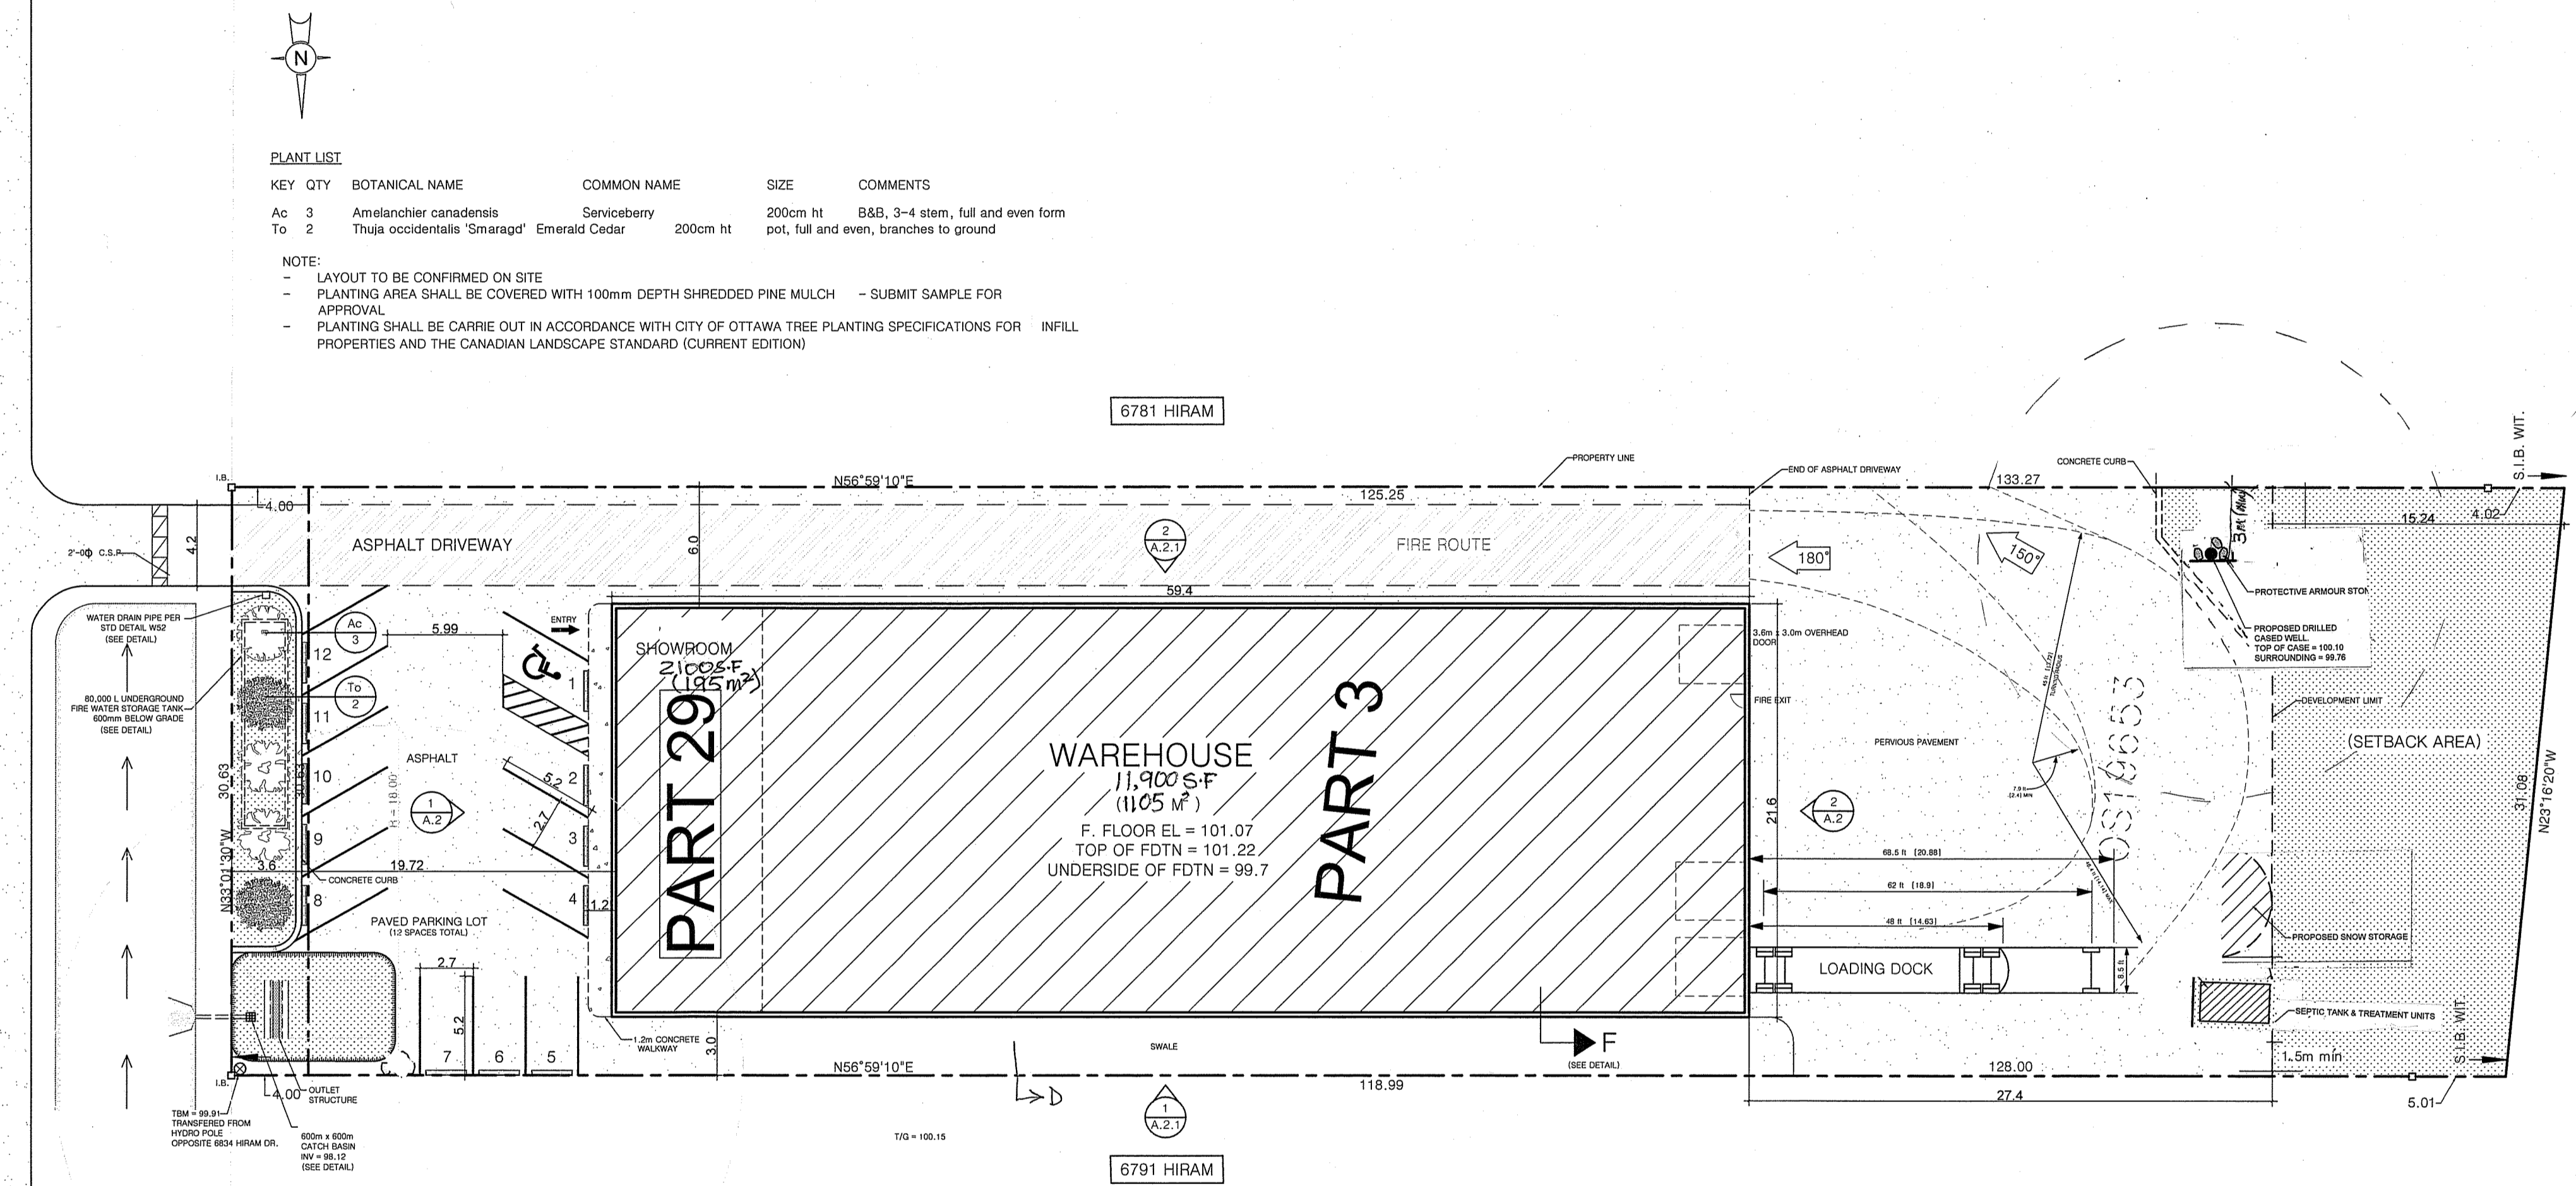 N
PLANT LIST
KEY QTY BOTANICAL NAME COMMON NAME SIZE COMMENTS
Ac 3 Amelanchier canadensis Serviceberry 200cm ht B&B, 3-4 stem, full and even form
To 2 Thuja occidentalis 'Smaragd' Emerald Cedar 200cm ht pot, full and even, branches to ground
NOTE:
- LAYOUT TO BE CONFIRMED ON SITE
- PLANTING AREA SHALL BE COVERED WITH 100mm DEPTH SHREDDED PINE MULCH - SUBMIT SAMPLE FOR
APPROVAL
- PLANTING SHALL BE CARRIE OUT IN ACCORDANCE WITH CITY OF OTTAWA TREE PLANTING SPECIFICATIONS FOR INFILL
PROPERTIES AND THE CANADIAN LANDSCAPE STANDARD (CURRENT EDITION)
6781 HIRAM
I.B.
N56°59'10"E
125.25
PROPERTY LINE
END OF ASPHALT DRIVEWAY
133.27
CONCRETE CURB
S.I.B. WIT.
4.00
15.24
4.02
2'-0φ C.S.P.
4.2
ASPHALT DRIVEWAY
6.0
2
A.2.1
FIRE ROUTE
59.4
180°
150°
PROTECTIVE ARMOUR STON
PROPOSED DRILLED
CASED WELL.
TOP OF CASE = 100.10
SURROUNDING = 99.76
WATER DRAIN PIPE PER
STD DETAIL W52
(SEE DETAIL)
Ac
3
12
5.99
ENTRY
1
SHOWROOM
2100 S.F
(195 m²)
PART 29
3.6m x 3.0m OVERHEAD
DOOR
FIRE EXIT
80,000 L UNDERGROUND
FIRE WATER STORAGE TANK
600mm BELOW GRADE
(SEE DETAIL)
To
2
11
ASPHALT
R = 18.00
10
1
A.2
2
5.2
2.7
3
4
1.2
WAREHOUSE
11,900 S.F
(1105 M²)
F. FLOOR EL = 101.07
TOP OF FDTN = 101.22
UNDERSIDE OF FDTN = 99.7
PART 3
21.6
2
A.2
PERVIOUS PAVEMENT
TURNING RADIUS
7.9 ft
(2.4) MIN
DEVELOPMENT LIMIT
(SETBACK AREA)
N23°16'20"W
31.08
30.63
N33°01'30"W
9
3.6
19.72
CONCRETE CURB
8
PAVED PARKING LOT
(12 SPACES TOTAL)
68.5 ft [20.88]
62 ft [18.9]
48 ft [14.63]
LOADING DOCK
8.5 ft
PROPOSED SNOW STORAGE
SEPTIC TANK & TREATMENT UNITS
1.5m min
S.I.B. WIT
2.7
5.2
7
6
5
1.2m CONCRETE
WALKWAY
3.0
SWALE
F
(SEE DETAIL)
D
I.B.
4.00
OUTLET
STRUCTURE
N56°59'10"E
118.99
128.00
27.4
5.01
TBM = 99.91
TRANSFERED FROM
HYDRO POLE
OPPOSITE 6834 HIRAM DR.
600m x 600m
CATCH BASIN
INV = 98.12
(SEE DETAIL)
T/G = 100.15
1
A.2.1
6791 HIRAM